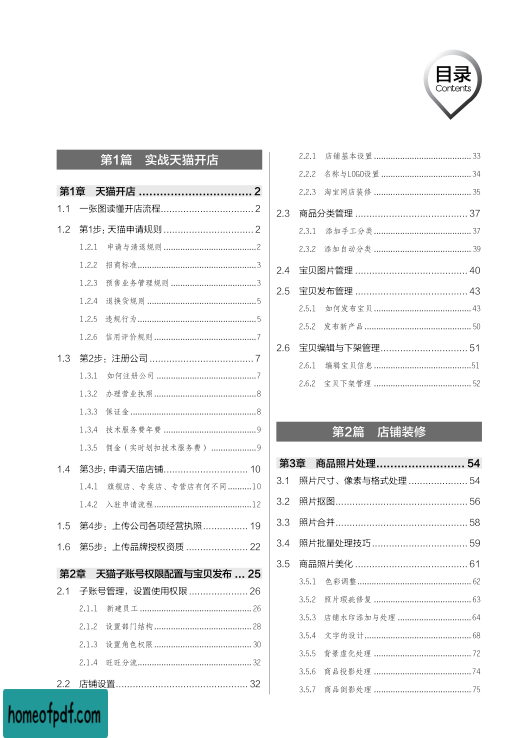 目录
Contents
第1篇 实战天猫开店
第1章 天猫开店 ................................ 2
1.1 一张图读懂开店流程................................ 2
1.2 第1步：天猫申请规则 ................................ 2
1.2.1 申请与清退规则 ................................ 2
1.2.2 招商标准................................ 3
1.2.3 预售业务管理规则 ................................ 3
1.2.4 退换货规则 ................................ 5
1.2.5 违规行为................................ 5
1.2.6 信用评价规则................................ 7
1.3 第2步：注册公司 ................................ 7
1.3.1 如何注册公司 ................................ 7
1.3.2 办理营业执照................................ 8
1.3.3 保证金................................ 8
1.3.4 技术服务费年费 ................................ 9
1.3.5 佣金（实时划扣技术服务费） ................ 9
1.4 第3步：申请天猫店铺........................ 10
1.4.1 旗舰店、专卖店、专营店有何不同 .......... 10
1.4.2 入驻申请流程................................ 12
1.5 第4步：上传公司各项经营执照................ 19
1.6 第5步：上传品牌授权资质 .................... 22
第2章 天猫子账号权限配置与宝贝发布 ... 25
2.1 子账号管理，设置使用权限 .................... 26
2.1.1 新建员工 ................................ 26
2.1.2 设置部门结构................................ 28
2.1.3 设置角色权限 ................................ 30
2.1.4 旺旺分流................................ 32
2.2 店铺设置................................ 32
2.2.1 店铺基本设置 ................................ 33
2.2.2 名称与LOGO设置 ................................ 34
2.2.3 淘宝网店装修 ................................ 35
2.3 商品分类管理 ................................ 37
2.3.1 添加手工分类................................ 37
2.3.2 添加自动分类 ................................ 39
2.4 宝贝图片管理 ................................ 40
2.5 宝贝发布管理 ................................ 43
2.5.1 如何发布宝贝 ................................ 43
2.5.2 发布新产品 ................................ 50
2.6 宝贝编辑与下架管理........................ 51
2.6.1 编辑宝贝信息 ................................ 51
2.6.2 宝贝下架管理 ................................ 52
第2篇 店铺装修
第3章 商品照片处理........................ 54
3.1 照片尺寸、像素与格式处理 ................ 54
3.2 照片抠图................................ 56
3.3 照片合并................................ 58
3.4 照片批量处理技巧........................ 59
3.5 商品照片美化 ................................ 61
3.5.1 色彩调整................................ 62
3.5.2 照片瑕疵修复 ................................ 63
3.5.3 店铺水印添加与处理 ........................ 64
3.5.4 文字的设计................................ 68
3.5.5 背景虚化处理 ................................ 72
3.5.6 商品投影处理 ................................ 74
3.5.7 商品倒影处理 ................................ 75
homeofpdf.com